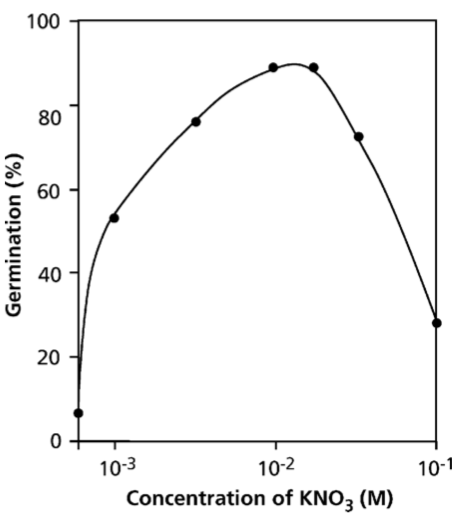 100
80
60
40
20
0
Germination (%)
10⁻³ 10⁻² 10⁻¹
Concentration of KNO₃ (M)